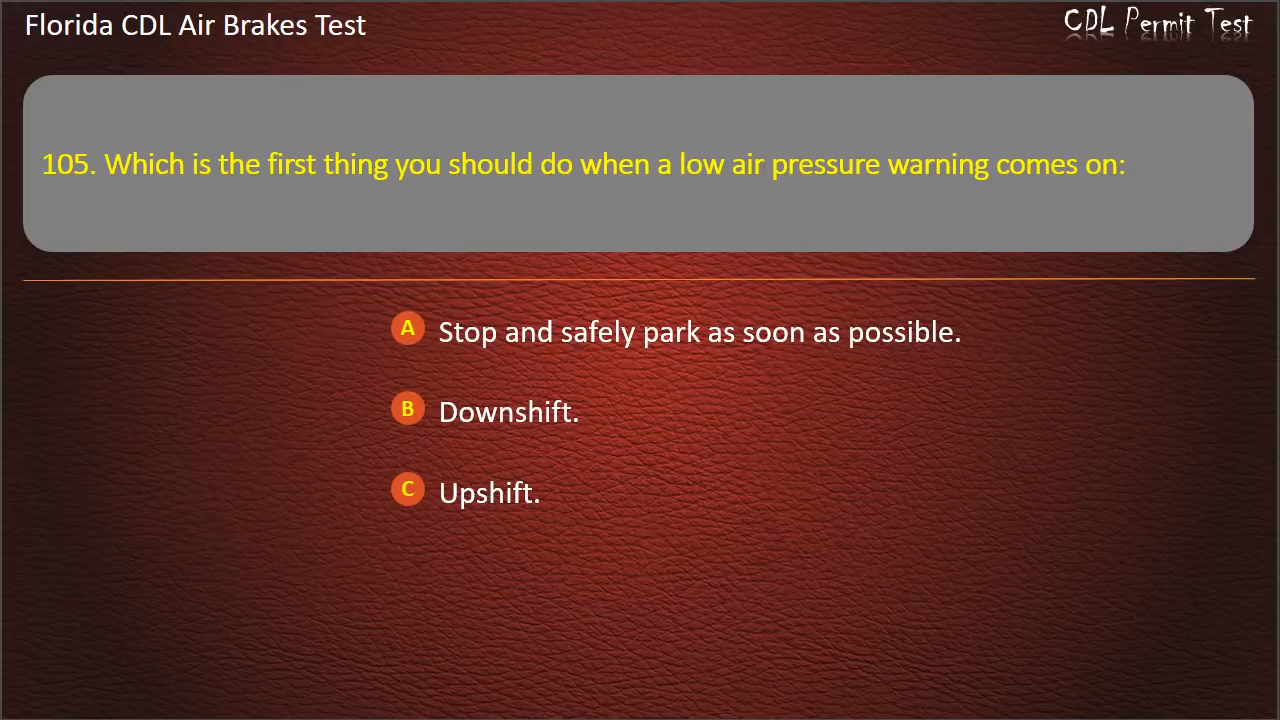 Florida CDL Air Brakes Test
CDL Permit Test
105. Which is the first thing you should do when a low air pressure warning comes on:
A Stop and safely park as soon as possible.
B Downshift.
C Upshift.